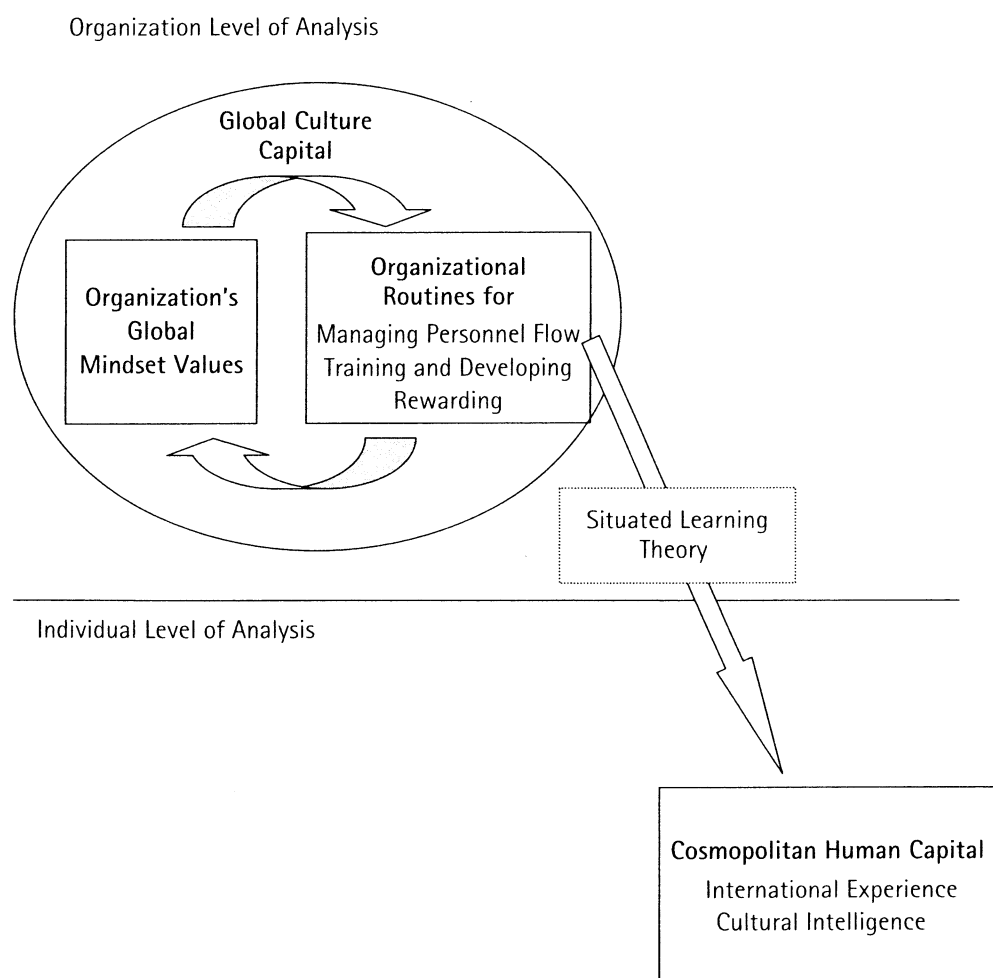 Organization Level of Analysis
Global Culture
Capital
Organization's
Global
Mindset Values
Organizational
Routines for
Managing Personnel Flow
Training and Developing
Rewarding
Situated Learning
Theory
Individual Level of Analysis
Cosmopolitan Human Capital
International Experience
Cultural Intelligence